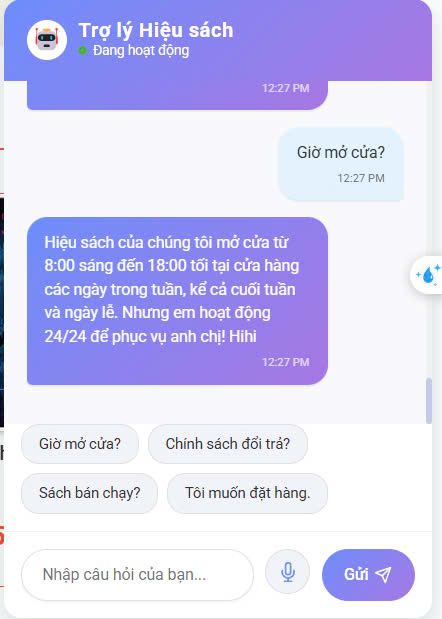 Trợ lý Hiệu sách
Đang hoạt động
12:27 PM
Giờ mở cửa?
12:27 PM
Hiệu sách của chúng tôi mở cửa từ
8:00 sáng đến 18:00 tối tại cửa hàng
các ngày trong tuần, kể cả cuối tuần
và ngày lễ. Nhưng em hoạt động
24/24 để phục vụ anh chị! Hihi
12:27 PM
Giờ mở cửa?
Chính sách đổi trả?
Sách bán chạy?
Tôi muốn đặt hàng.
Nhập câu hỏi của bạn...
Gửi